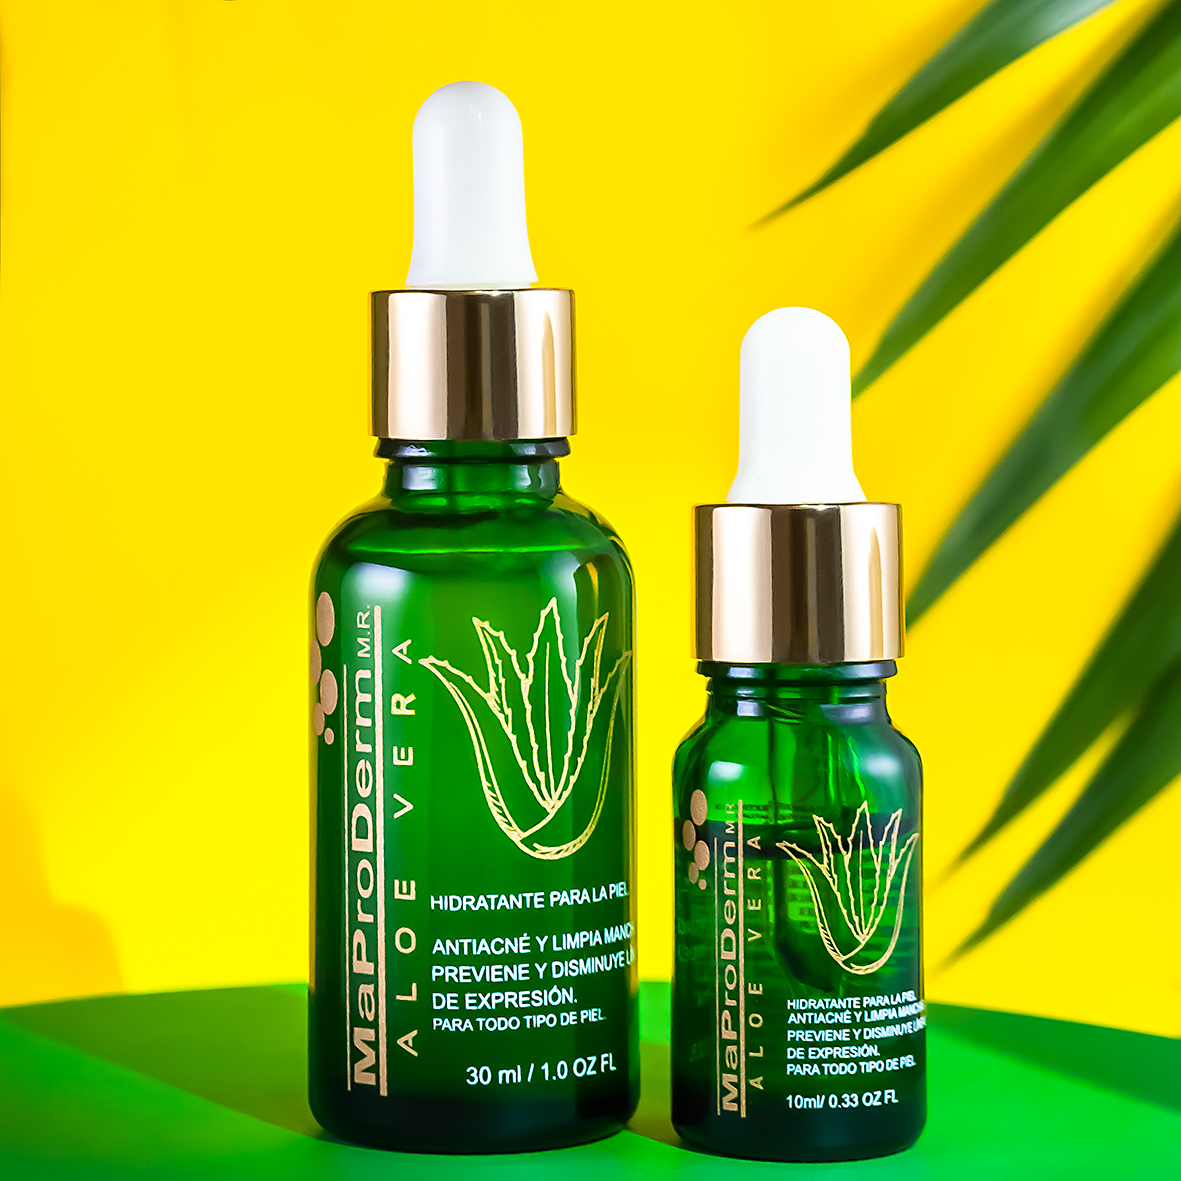 MaProDerm M.R.
ALOE VERA
HIDRATANTE PARA LA PIEL
ANTIACNÉ Y LIMPIA
PREVIENE Y DISMINUYE
DE EXPRESIÓN.
PARA TODO TIPO DE PIEL.
30 ml / 1.0 OZ FL
MaProDerm M.R.
ALOE VERA
HIDRATANTE PARA LA PIEL
ANTIACNÉ Y LIMPIA
PREVIENE Y DISMINUYE
DE EXPRESIÓN.
PARA TODO TIPO DE PIEL
10ml/ 0.33 OZ FL